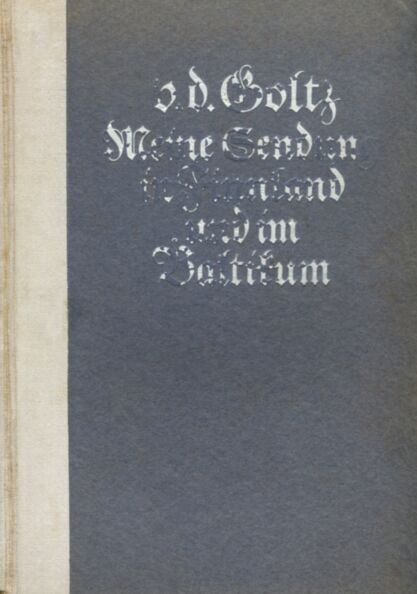 v.d. Goltz
Meine Sendung
in Finnland
und im
Baltikum